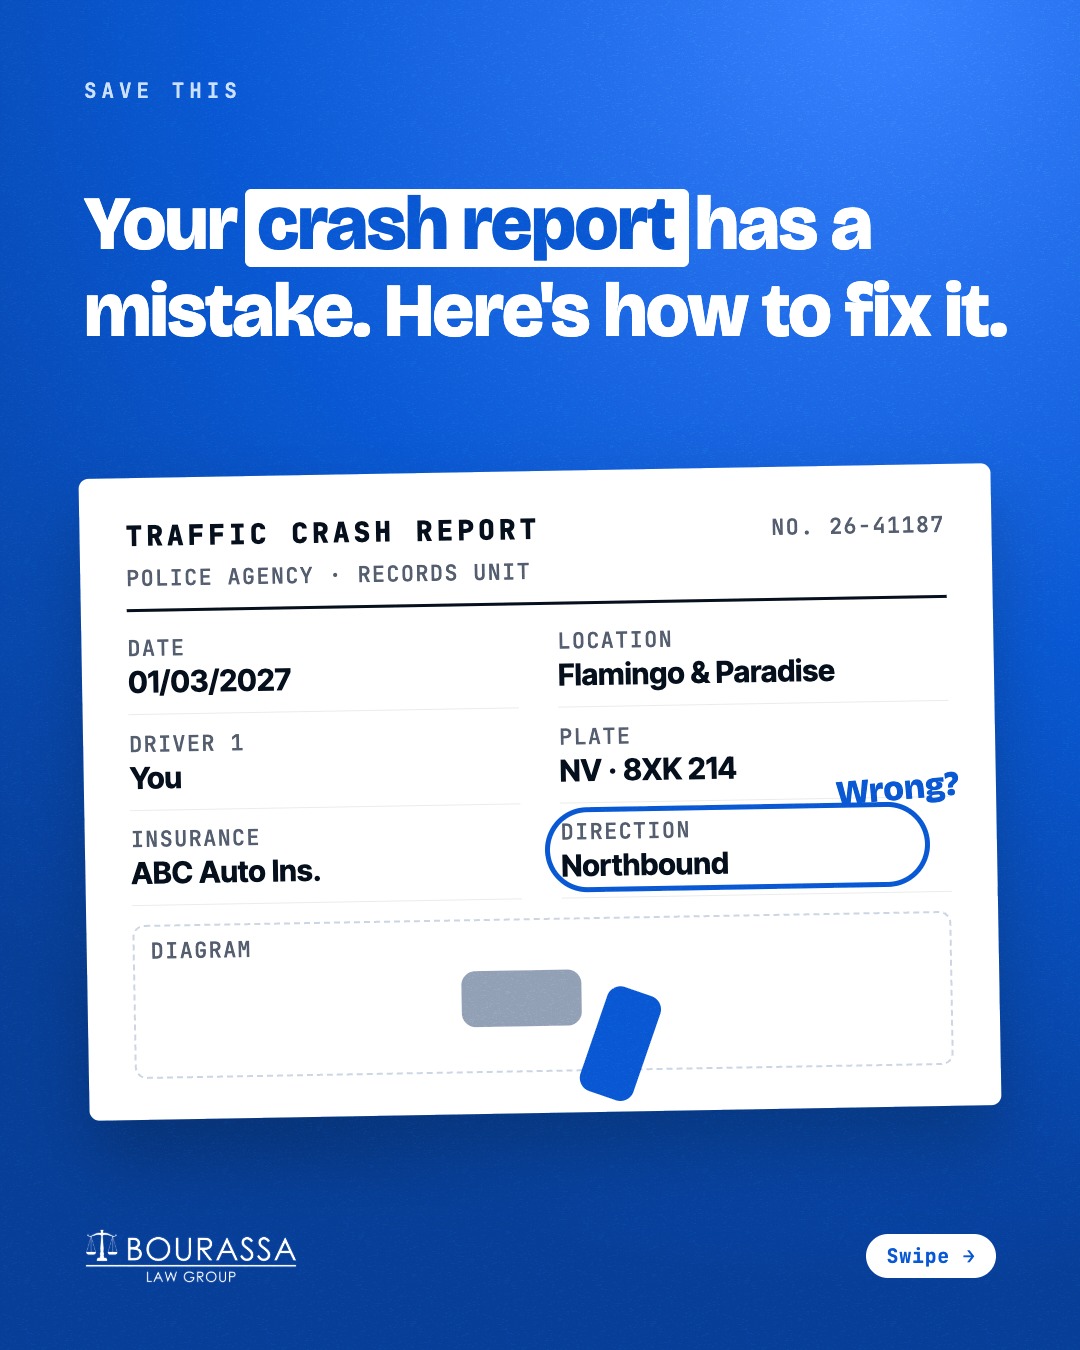 SAVE THIS
Your crash report has a
mistake. Here's how to fix it.
TRAFFIC CRASH REPORT
NO. 26-41187
POLICE AGENCY · RECORDS UNIT
DATE
01/03/2027
LOCATION
Flamingo & Paradise
DRIVER 1
You
PLATE
NV · 8XK 214
Wrong?
INSURANCE
ABC Auto Ins.
DIRECTION
Northbound
DIAGRAM
BOURASSA
LAW GROUP
Swipe →